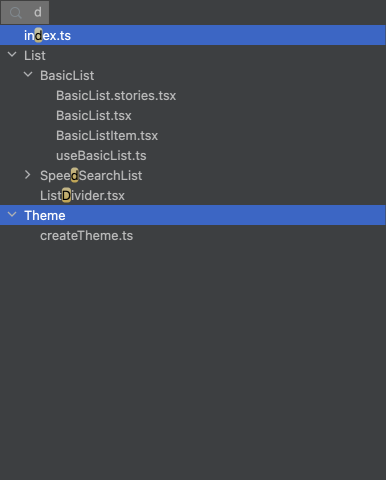 d
index.ts
List
BasicList
BasicList.stories.tsx
BasicList.tsx
BasicListItem.tsx
useBasicList.ts
SpeedSearchList
ListDivider.tsx
Theme
createTheme.ts